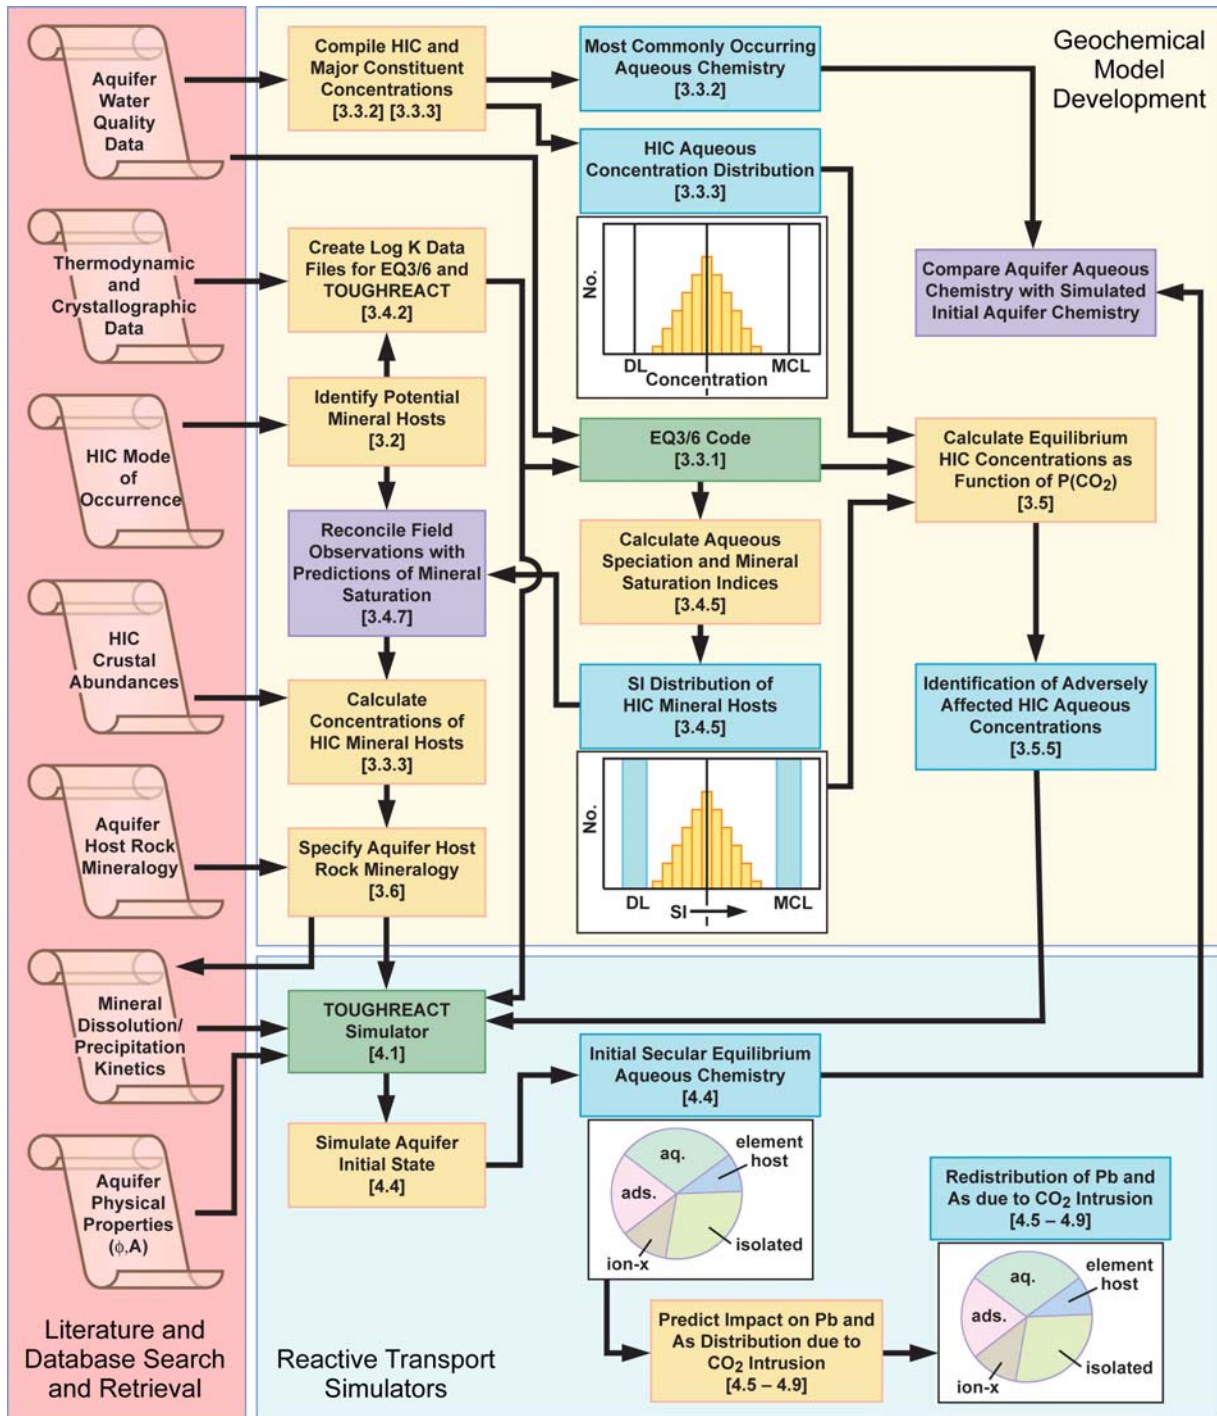 Aquifer
Water
Quality
Data
Thermodynamic
and
Crystallographic
Data
HIC Mode
of
Occurrence
HIC
Crustal
Abundances
Aquifer
Host Rock
Mineralogy
Mineral
Dissolution/
Precipitation
Kinetics
Aquifer
Physical
Properties
(ϕ,A)
Literature and
Database Search
and Retrieval
Geochemical
Model
Development
Compile HIC and
Major Constituent
Concentrations
[3.3.2] [3.3.3]
Most Commonly Occurring
Aqueous Chemistry
[3.3.2]
HIC Aqueous
Concentration Distribution
[3.3.3]
No.
DL
MCL
Concentration
Create Log K Data
Files for EQ3/6 and
TOUGHREACT
[3.4.2]
Compare Aquifer Aqueous
Chemistry with Simulated
Initial Aquifer Chemistry
Identify Potential
Mineral Hosts
[3.2]
EQ3/6 Code
[3.3.1]
Calculate Equilibrium
HIC Concentrations as
Function of P(CO₂)
[3.5]
Reconcile Field
Observations with
Predictions of Mineral
Saturation
[3.4.7]
Calculate Aqueous
Speciation and Mineral
Saturation Indices
[3.4.5]
Calculate
Concentrations of
HIC Mineral Hosts
[3.3.3]
SI Distribution of
HIC Mineral Hosts
[3.4.5]
Identification of Adversely
Affected HIC Aqueous
Concentrations
[3.5.5]
No.
DL
MCL
SI
Specify Aquifer Host
Rock Mineralogy
[3.6]
TOUGHREACT
Simulator
[4.1]
Simulate Aquifer
Initial State
[4.4]
Initial Secular Equilibrium
Aqueous Chemistry
[4.4]
aq.
element
host
ads.
isolated
ion-x
Predict Impact on Pb and
As Distribution due to
CO₂ Intrusion
[4.5 – 4.9]
Redistribution of Pb and
As due to CO₂ Intrusion
[4.5 – 4.9]
aq.
element
host
ads.
isolated
ion-x
Reactive Transport
Simulators